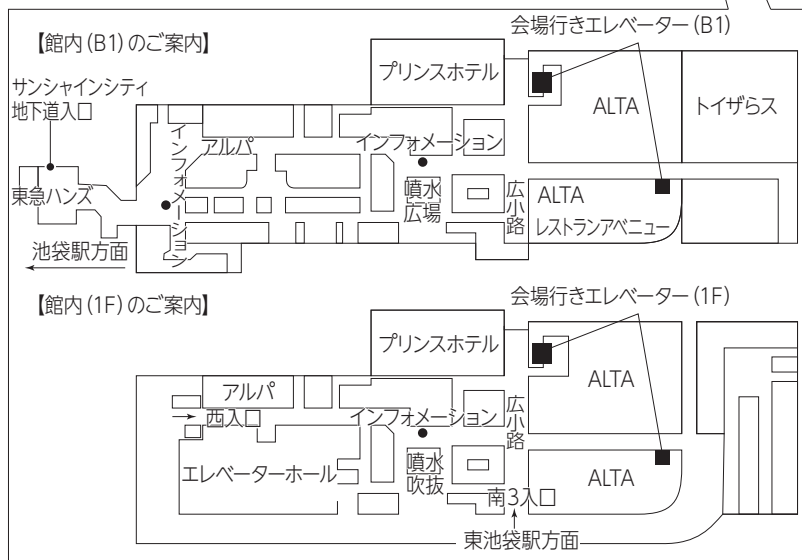 【館内(B1)のご案内】
会場行きエレベーター(B1)
プリンスホテル
サンシャインシティ
地下道入口
ALTA
トイザらス
インフォメーション
アルパ
インフォメーション
東急ハンズ
噴水
広場
広小路
ALTA
レストランアベニュー
池袋駅方面
【館内(1F)のご案内】
会場行きエレベーター(1F)
プリンスホテル
アルパ
ALTA
西入口
インフォメーション
広小路
エレベーターホール
噴水
吹抜
ALTA
南3入口
東池袋駅方面